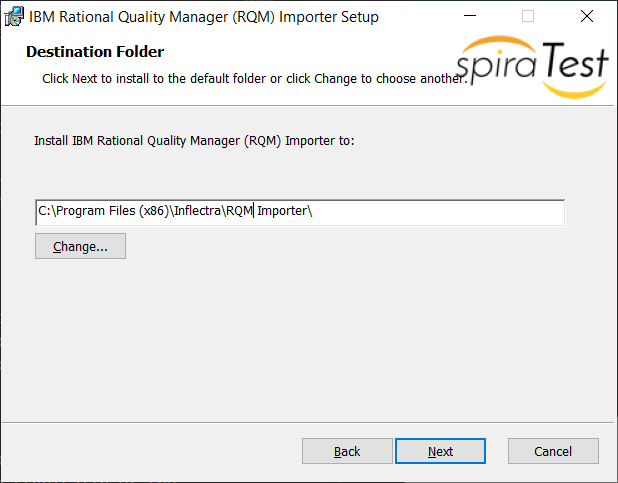 IBM Rational Quality Manager (RQM) Importer Setup
Destination Folder
Click Next to install to the default folder or click Change to choose another.
spiraTest
Install IBM Rational Quality Manager (RQM) Importer to:
C:\Program Files (x86)\Inflectra\RQM Importer\
Change...
Back
Next
Cancel